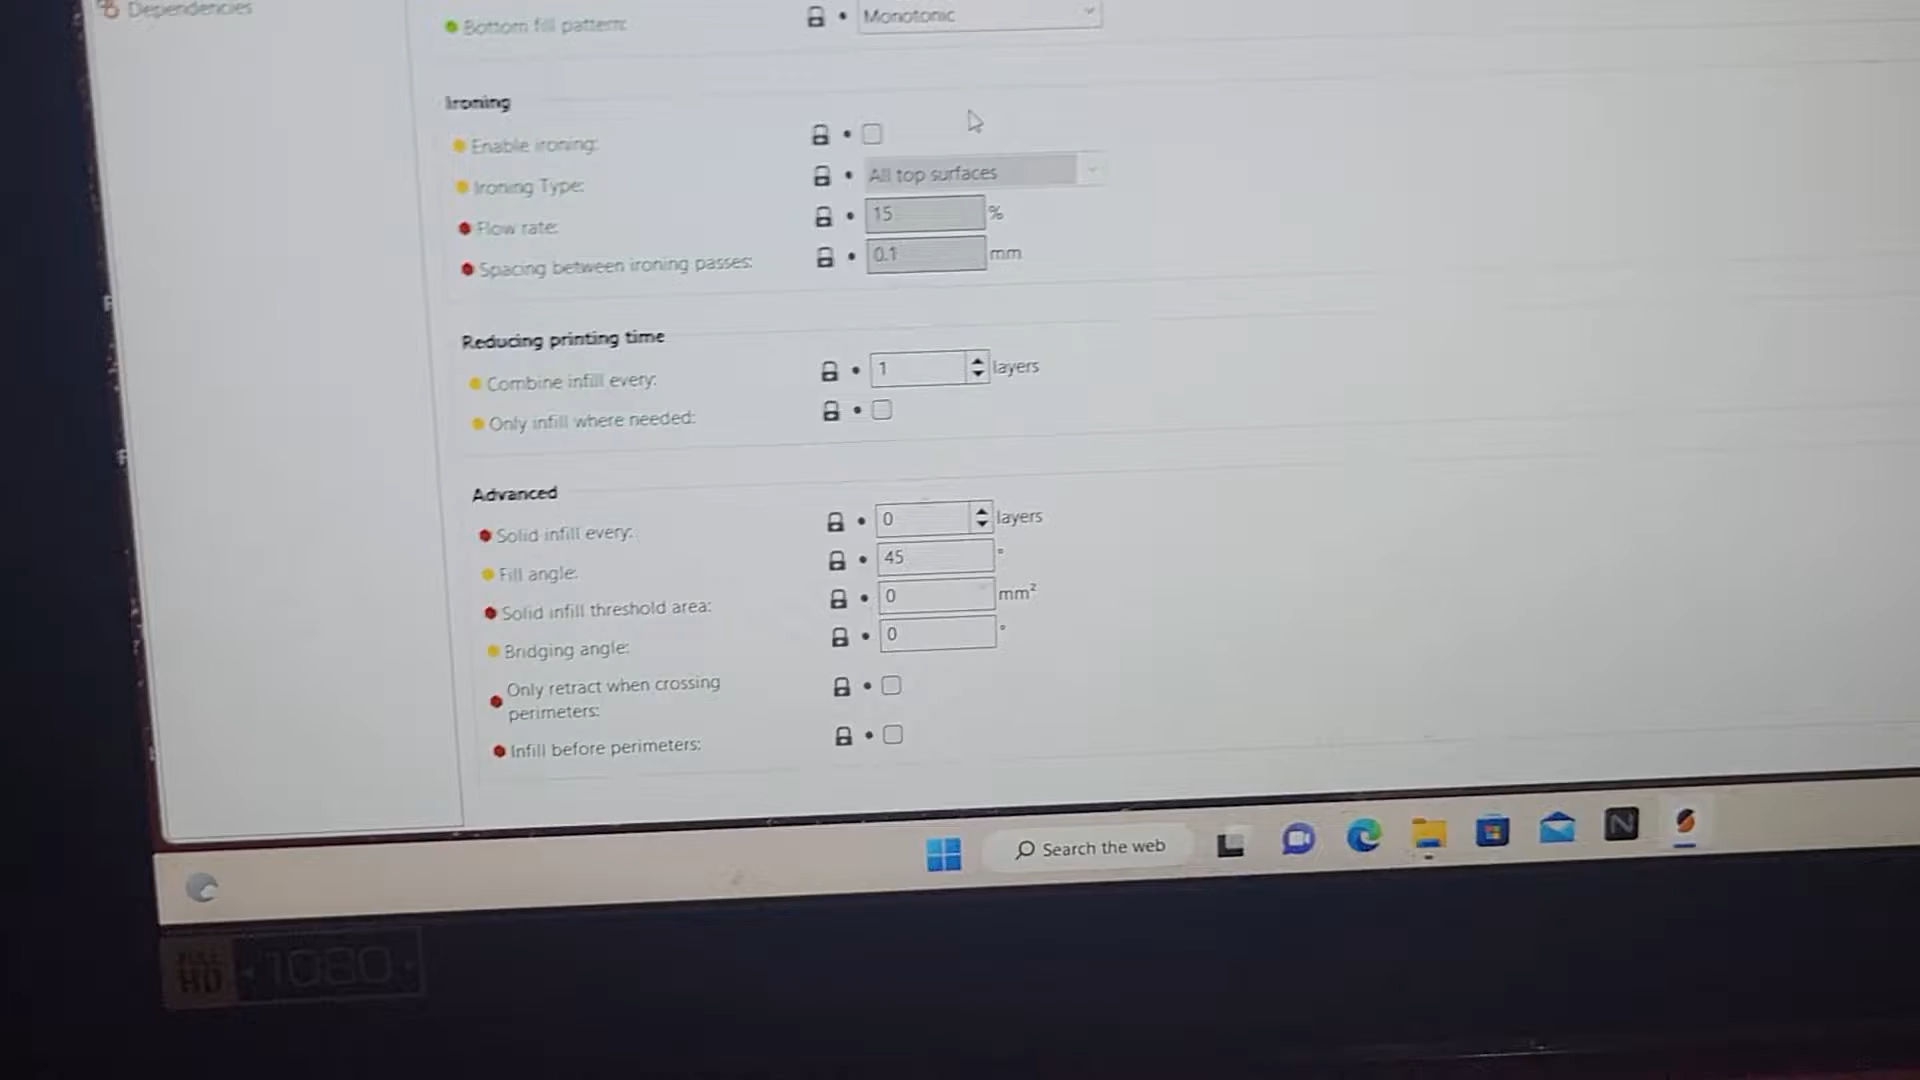 Dependencies
Bottom fill pattern: Monotonic
Ironing
Enable ironing:
Ironing Type: All top surfaces
Flow rate: 15 %
Spacing between ironing passes: 0.1 mm
Reducing printing time
Combine infill every: 1 layers
Only infill where needed:
Advanced
Solid infill every: 0 layers
Fill angle: 45 °
Solid infill threshold area: 0 mm²
Bridging angle: 0 °
Only retract when crossing
perimeters:
Infill before perimeters:
Search the web
FULL
HD 1080